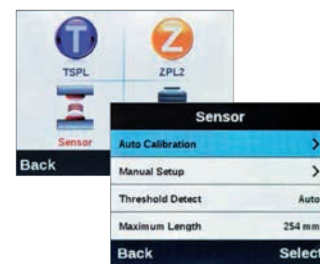 T
Z
TSPL
ZPL2
Sensor
Back
Sensor
Auto Calibration >
Manual Setup >
Threshold Detect Auto
Maximum Length 254 mm
Back Select